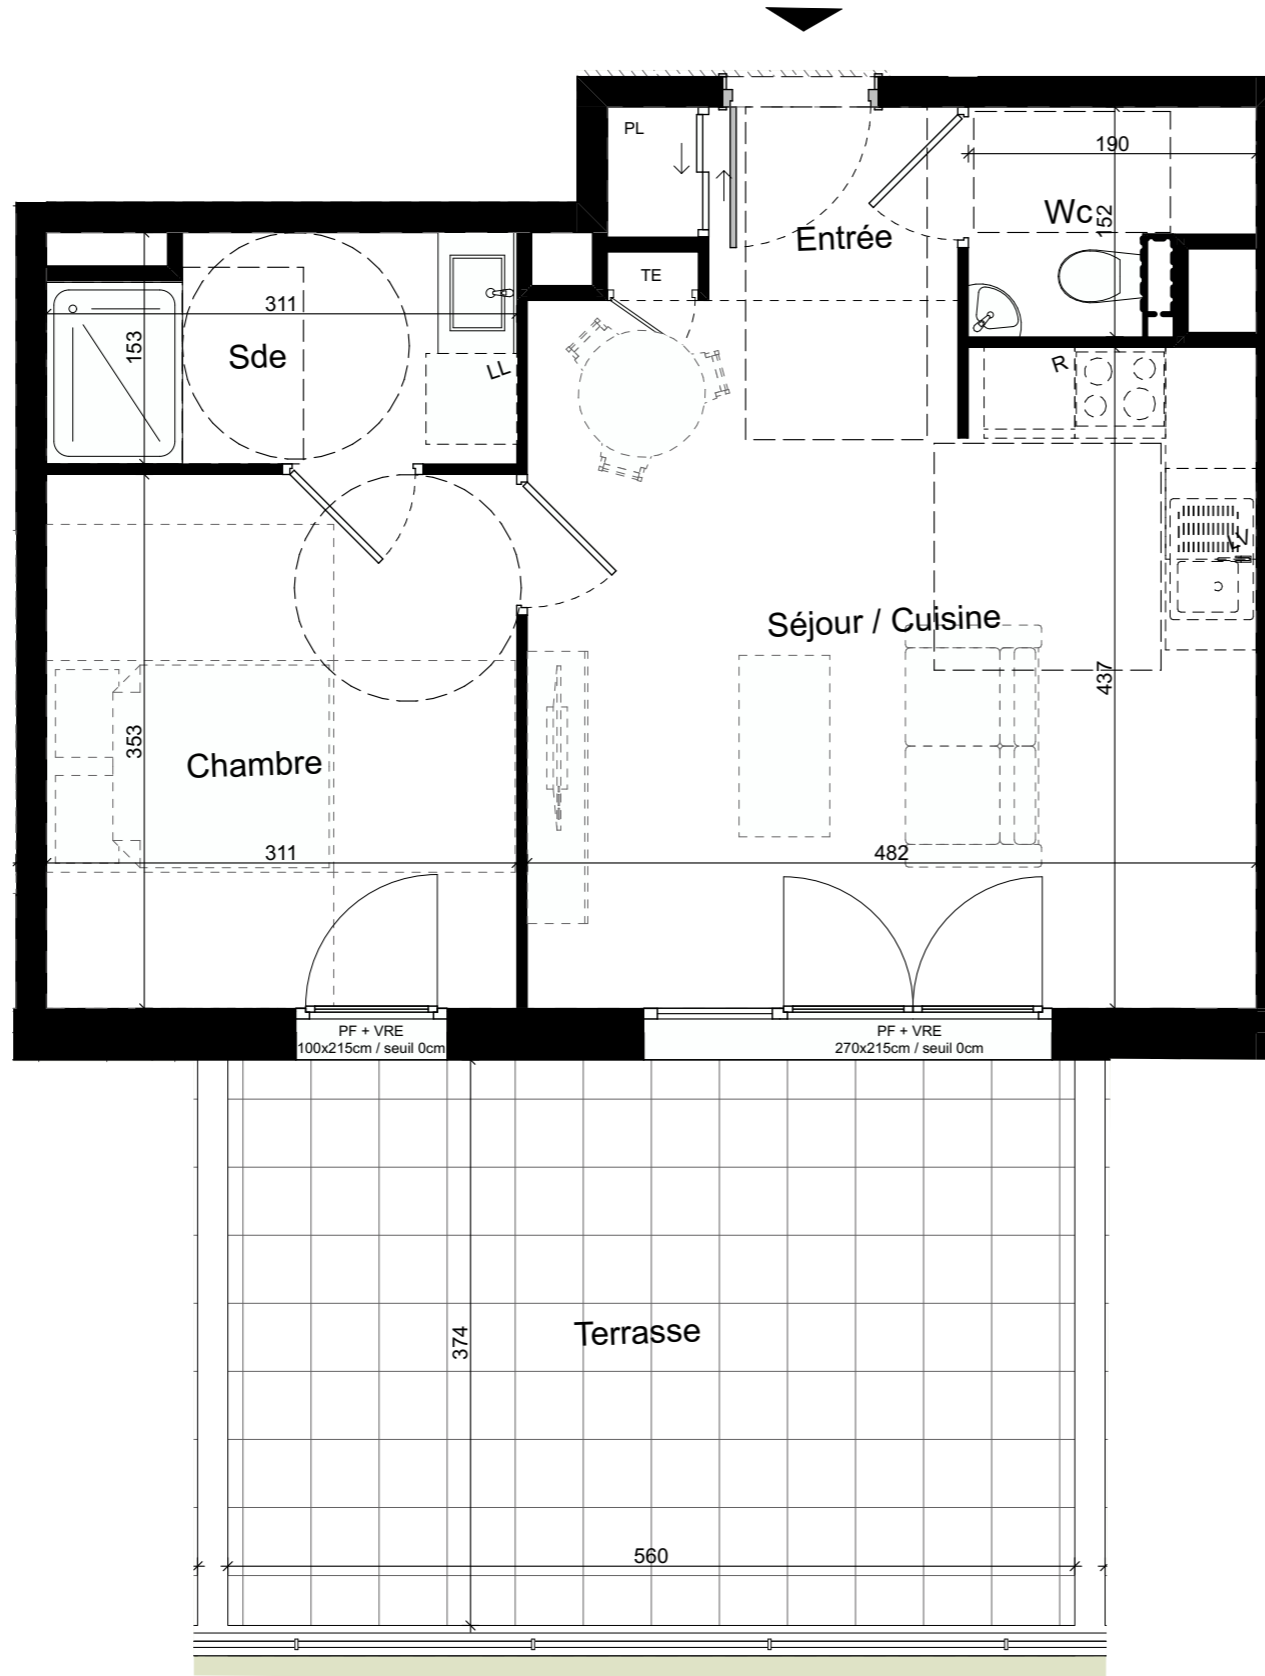 PL
190
Wc
152
Entrée
TE
311
153
Sde
LL
R
Séjour / Cuisine
437
353
Chambre
311
482
PF + VRE
100x215cm / seuil 0cm
PF + VRE
270x215cm / seuil 0cm
374
Terrasse
560